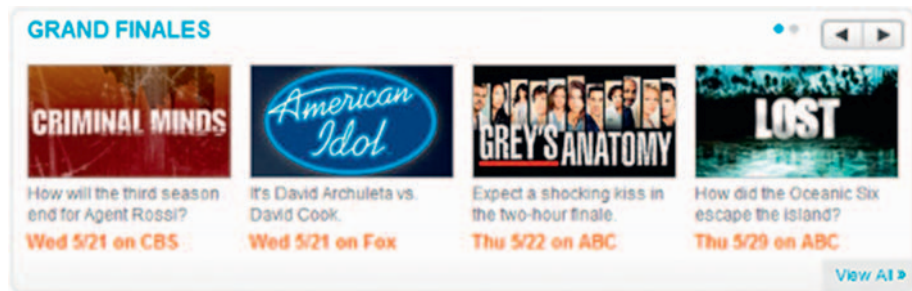 GRAND FINALES
CRIMINAL MINDS
How will the third season
end for Agent Rossi?
Wed 5/21 on CBS
American
Idol
It's David Archuleta vs.
David Cook.
Wed 5/21 on Fox
GREY'S ANATOMY
Expect a shocking kiss in
the two-hour finale.
Thu 5/22 on ABC
LOST
How did the Oceanic Six
escape the island?
Thu 5/29 on ABC
View All »